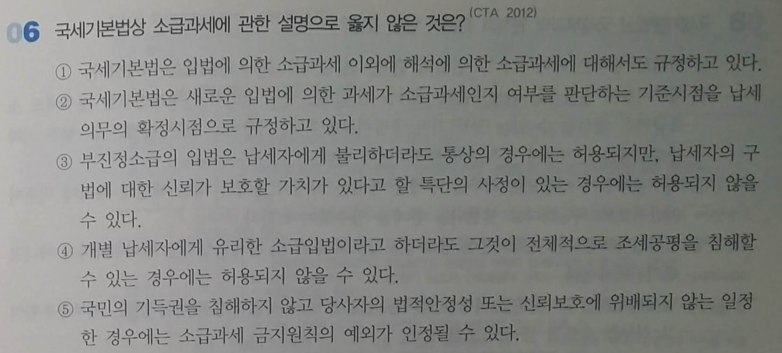 06 국세기본법상 소급과세에 관한 설명으로 옳지 않은 것은? (CTA 2012)
① 국세기본법은 입법에 의한 소급과세 이외에 해석에 의한 소급과세에 대해서도 규정하고 있다.
② 국세기본법은 새로운 입법에 의한 과세가 소급과세인지 여부를 판단하는 기준시점을 납세
의무의 확정시점으로 규정하고 있다.
③ 부진정소급의 입법은 납세자에게 불리하더라도 통상의 경우에는 허용되지만, 납세자의 구
법에 대한 신뢰가 보호할 가치가 있다고 할 특단의 사정이 있는 경우에는 허용되지 않을
수 있다.
④ 개별 납세자에게 유리한 소급입법이라고 하더라도 그것이 전체적으로 조세공평을 침해할
수 있는 경우에는 허용되지 않을 수 있다.
⑤ 국민의 기득권을 침해하지 않고 당사자의 법적안정성 또는 신뢰보호에 위배되지 않는 일정
한 경우에는 소급과세 금지원칙의 예외가 인정될 수 있다.